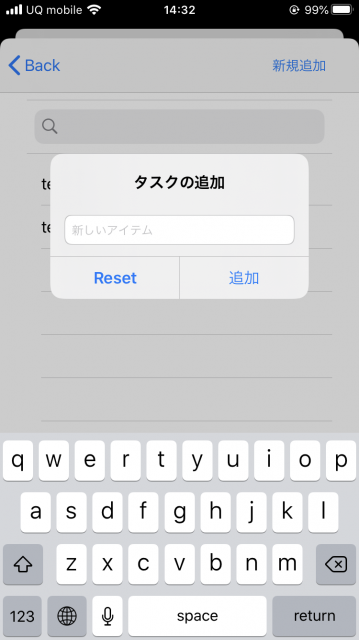 UQ mobile 14:32 99%
Back 新規追加
タスクの追加
te
新しいアイテム
te
Reset 追加
q w e r t y u i o p
a s d f g h j k l
z x c v b n m
123 space return